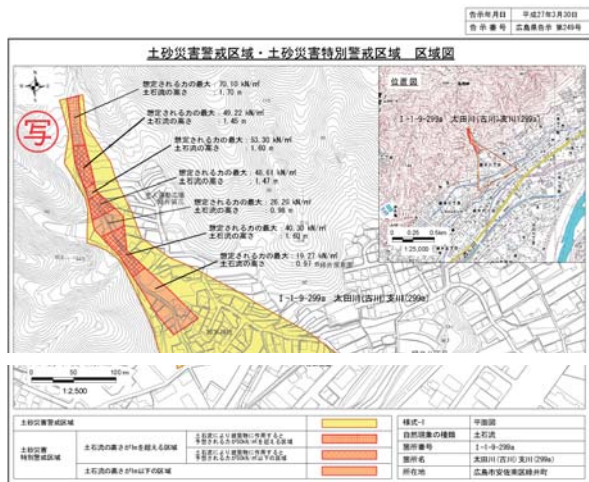 告示年月日 平成27年3月30日
告示番号 広島県告示 第249号
土砂災害警戒区域・土砂災害特別警戒区域 区域図
写
想定される力の最大 : 70.10 kN/㎡
土石流の高さ : 1.70 m
想定される力の最大 : 49.22 kN/㎡
土石流の高さ : 1.45 m
想定される力の最大 : 53.30 kN/㎡
土石流の高さ : 1.60 m
想定される力の最大 : 48.61 kN/㎡
土石流の高さ : 1.47 m
想定される力の最大 : 26.26 kN/㎡
土石流の高さ : 0.98 m
想定される力の最大 : 40.30 kN/㎡
土石流の高さ : 1.60 m
想定される力の最大 : 19.27 kN/㎡
土石流の高さ : 0.97
Ⅰ-1-9-299a 太田川(古川)支川(299a)
位置図
Ⅰ-1-9-299a 太田川(古川)支川(299a)
0 0.25 0.5km
1:25,000
0 50 100 m
1:2,500
土砂災害警戒区域
土砂災害特別警戒区域
土石流の高さが1mを超える区域
土石流の高さが1m以下の区域
様式-1 平面図
自然現象の種類 土石流
箇所番号 Ⅰ-1-9-299a
箇所名 太田川(古川)支川(299a)
所在地 広島市安佐南区緑井町